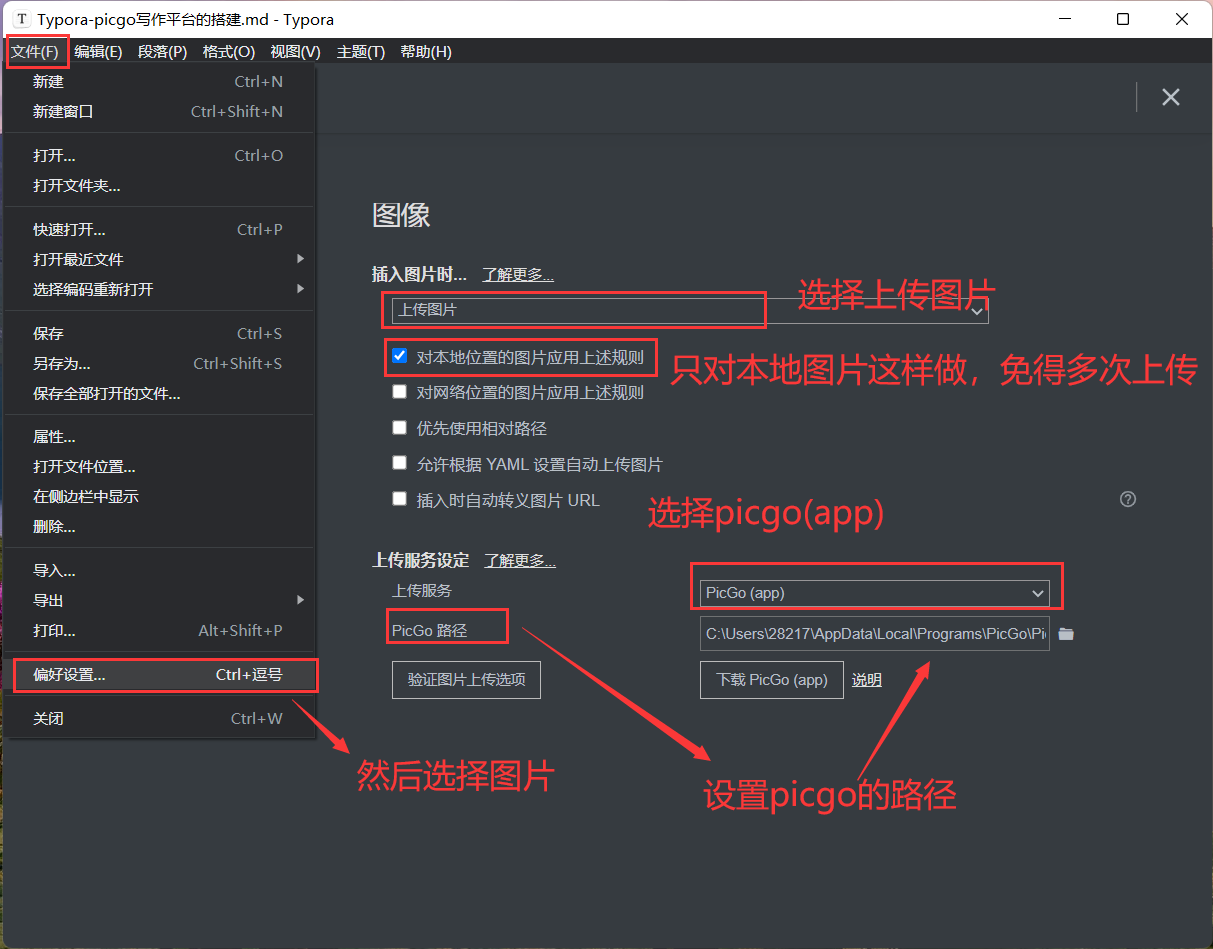 Typora-picgo写作平台的搭建.md - Typora
文件(F) 编辑(E) 段落(P) 格式(O) 视图(V) 主题(T) 帮助(H)
新建 Ctrl+N
新建窗口 Ctrl+Shift+N
打开... Ctrl+O
打开文件夹...
快速打开... Ctrl+P
打开最近文件
选择编码重新打开
保存 Ctrl+S
另存为... Ctrl+Shift+S
保存全部打开的文件...
属性...
打开文件位置...
在侧边栏中显示
删除...
导入...
导出
打印... Alt+Shift+P
偏好设置... Ctrl+逗号
关闭 Ctrl+W
图像
插入图片时... 了解更多...
上传图片
选择上传图片
对本地位置的图片应用上述规则
只对本地图片这样做，免得多次上传
对网络位置的图片应用上述规则
优先使用相对路径
允许根据 YAML 设置自动上传图片
插入时自动转义图片 URL
选择picgo(app)
上传服务设定 了解更多...
上传服务
PicGo (app)
PicGo 路径
C:\Users\28217\AppData\Local\Programs\PicGo\Pi
验证图片上传选项
下载 PicGo (app) 说明
然后选择图片
设置picgo的路径